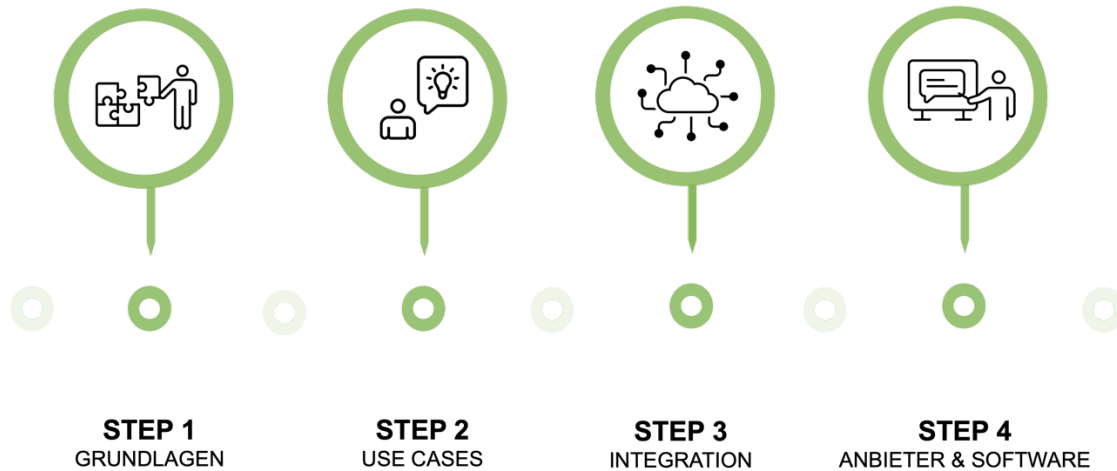 STEP 1
GRUNDLAGEN
STEP 2
USE CASES
STEP 3
INTEGRATION
STEP 4
ANBIETER & SOFTWARE